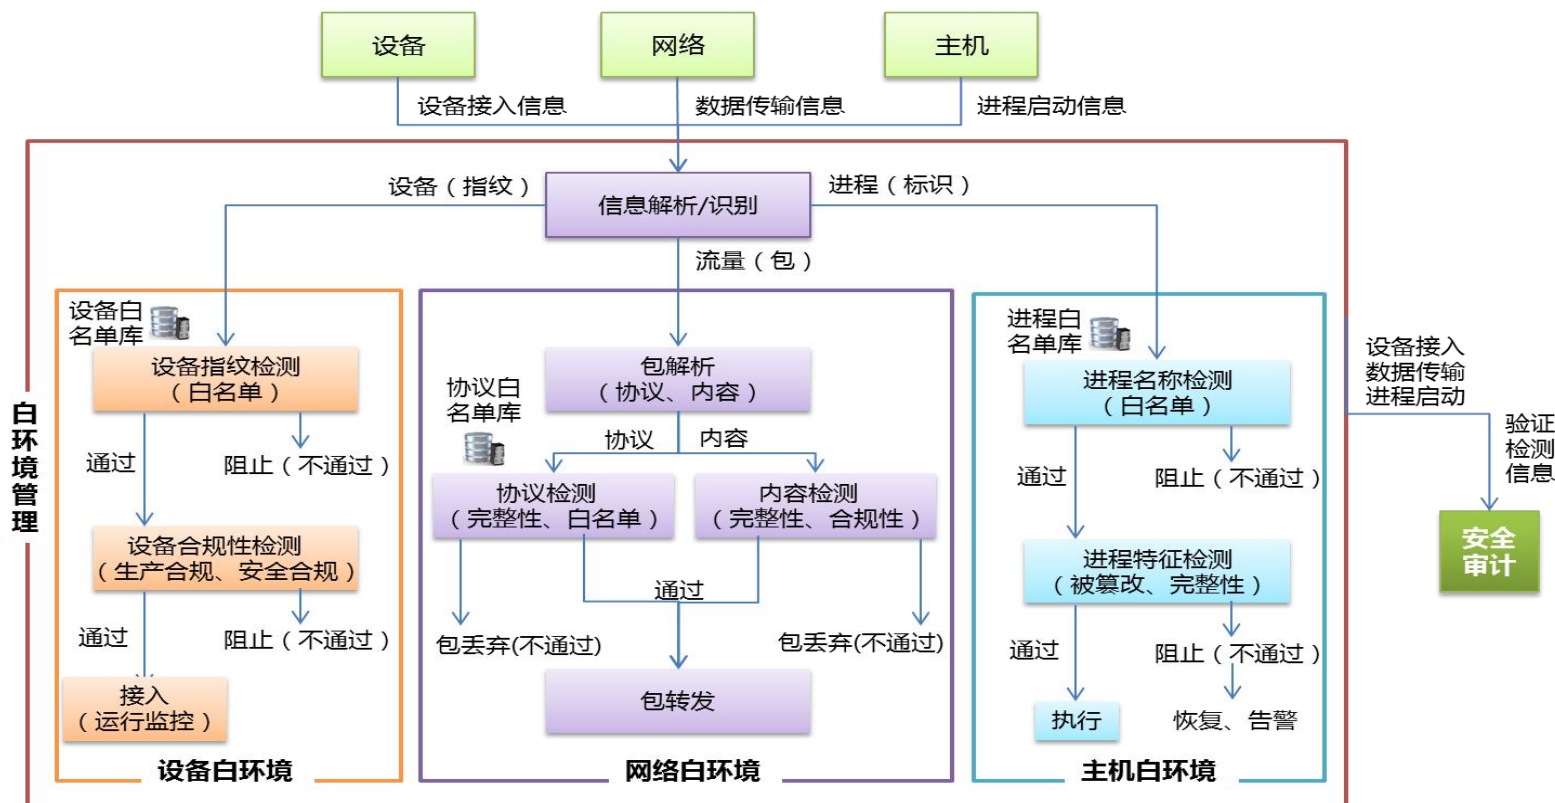 设备
网络
主机
设备接入信息
数据传输信息
进程启动信息
设备（指纹）
信息解析/识别
进程（标识）
流量（包）
白环境管理
设备白
名单库
设备指纹检测
（白名单）
通过
阻止（不通过）
设备合规性检测
（生产合规、安全合规）
通过
阻止（不通过）
接入
（运行监控）
设备白环境
包解析
（协议、内容）
协议白
名单库
协议
内容
协议检测
（完整性、白名单）
内容检测
（完整性、合规性）
通过
包丢弃(不通过)
包丢弃(不通过)
包转发
网络白环境
进程白
名单库
进程名称检测
（白名单）
通过
阻止（不通过）
进程特征检测
（被篡改、完整性）
通过
阻止（不通过）
执行
恢复、告警
主机白环境
设备接入
数据传输
进程启动
验证
检测
信息
安全
审计